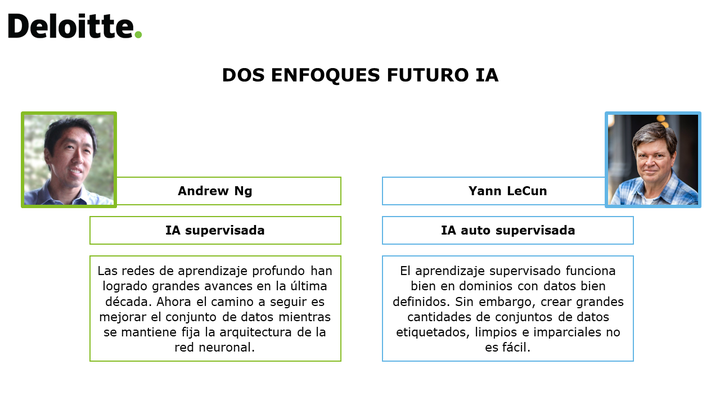 Deloitte.
DOS ENFOQUES FUTURO IA
Andrew Ng
IA supervisada
Las redes de aprendizaje profundo han
logrado grandes avances en la última
década. Ahora el camino a seguir es
mejorar el conjunto de datos mientras
se mantiene fija la arquitectura de la
red neuronal.
Yann LeCun
IA auto supervisada
El aprendizaje supervisado funciona
bien en dominios con datos bien
definidos. Sin embargo, crear grandes
cantidades de conjuntos de datos
etiquetados, limpios e imparciales no
es fácil.